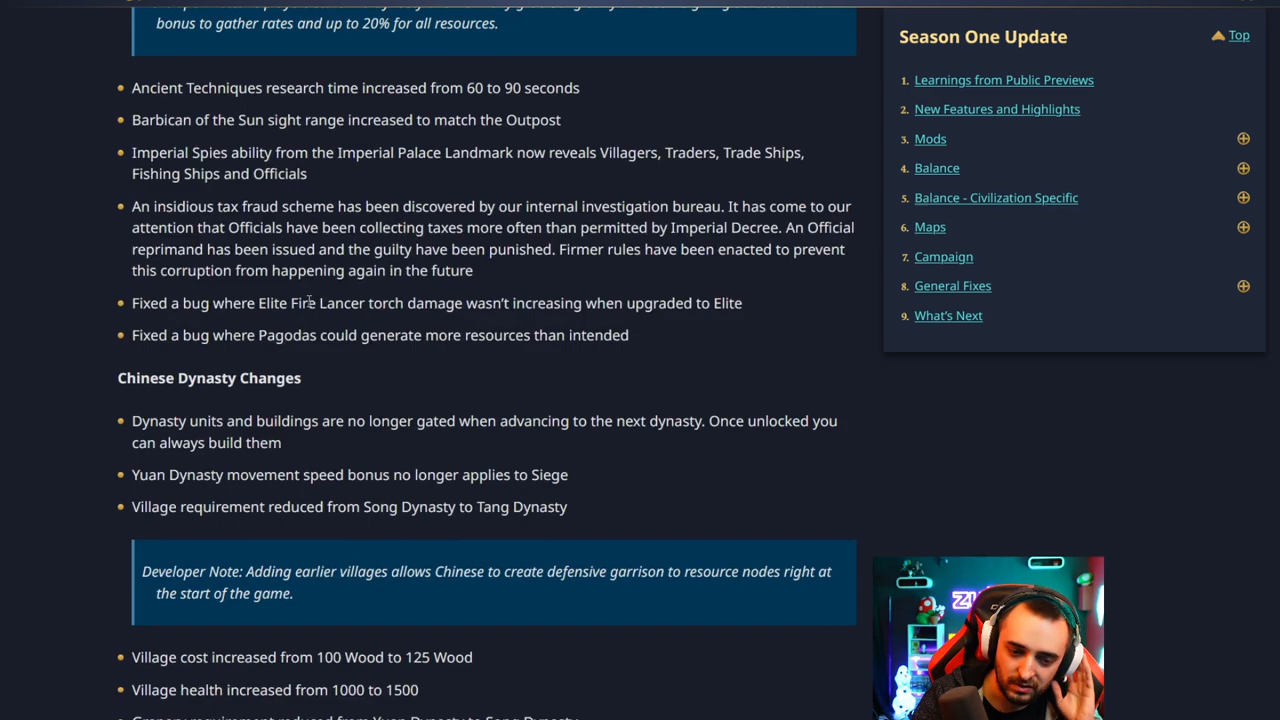 bonus to gather rates and up to 20% for all resources.
Ancient Techniques research time increased from 60 to 90 seconds
Barbican of the Sun sight range increased to match the Outpost
Imperial Spies ability from the Imperial Palace Landmark now reveals Villagers, Traders, Trade Ships,
Fishing Ships and Officials
An insidious tax fraud scheme has been discovered by our internal investigation bureau. It has come to our
attention that Officials have been collecting taxes more often than permitted by Imperial Decree. An Official
reprimand has been issued and the guilty have been punished. Firmer rules have been enacted to prevent
this corruption from happening again in the future
Fixed a bug where Elite Fire Lancer torch damage wasn't increasing when upgraded to Elite
Fixed a bug where Pagodas could generate more resources than intended
Chinese Dynasty Changes
Dynasty units and buildings are no longer gated when advancing to the next dynasty. Once unlocked you
can always build them
Yuan Dynasty movement speed bonus no longer applies to Siege
Village requirement reduced from Song Dynasty to Tang Dynasty
Developer Note: Adding earlier villages allows Chinese to create defensive garrison to resource nodes right at
the start of the game.
Village cost increased from 100 Wood to 125 Wood
Village health increased from 1000 to 1500
Granary requirement reduced from Yuan Dynasty to Song Dynasty
Season One Update
Top
1. Learnings from Public Previews
2. New Features and Highlights
3. Mods
4. Balance
5. Balance - Civilization Specific
6. Maps
7. Campaign
8. General Fixes
9. What's Next